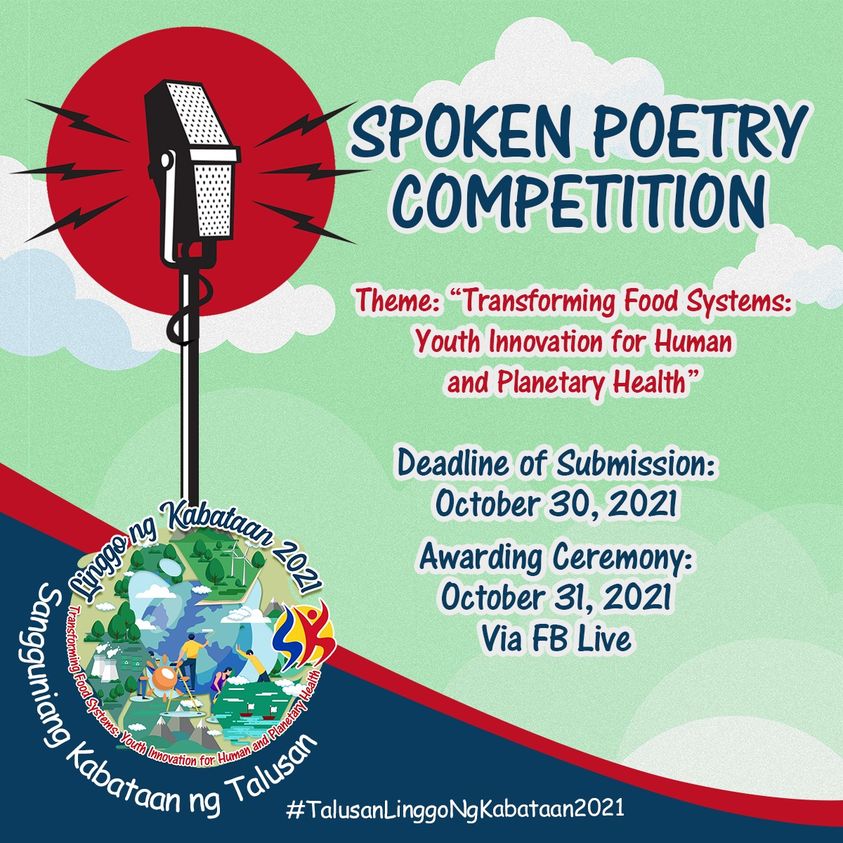 SPOKEN POETRY
COMPETITION
Theme: “Transforming Food Systems:
Youth Innovation for Human
and Planetary Health”
Deadline of Submission:
October 30, 2021
Awarding Ceremony:
October 31, 2021
Via FB Live
Linggo ng Kabataan 2021
SK
Transforming Food Systems: Youth Innovation for Human and Planetary Health
Sangguniang Kabataan ng Talusan
#TalusanLinggoNgKabataan2021